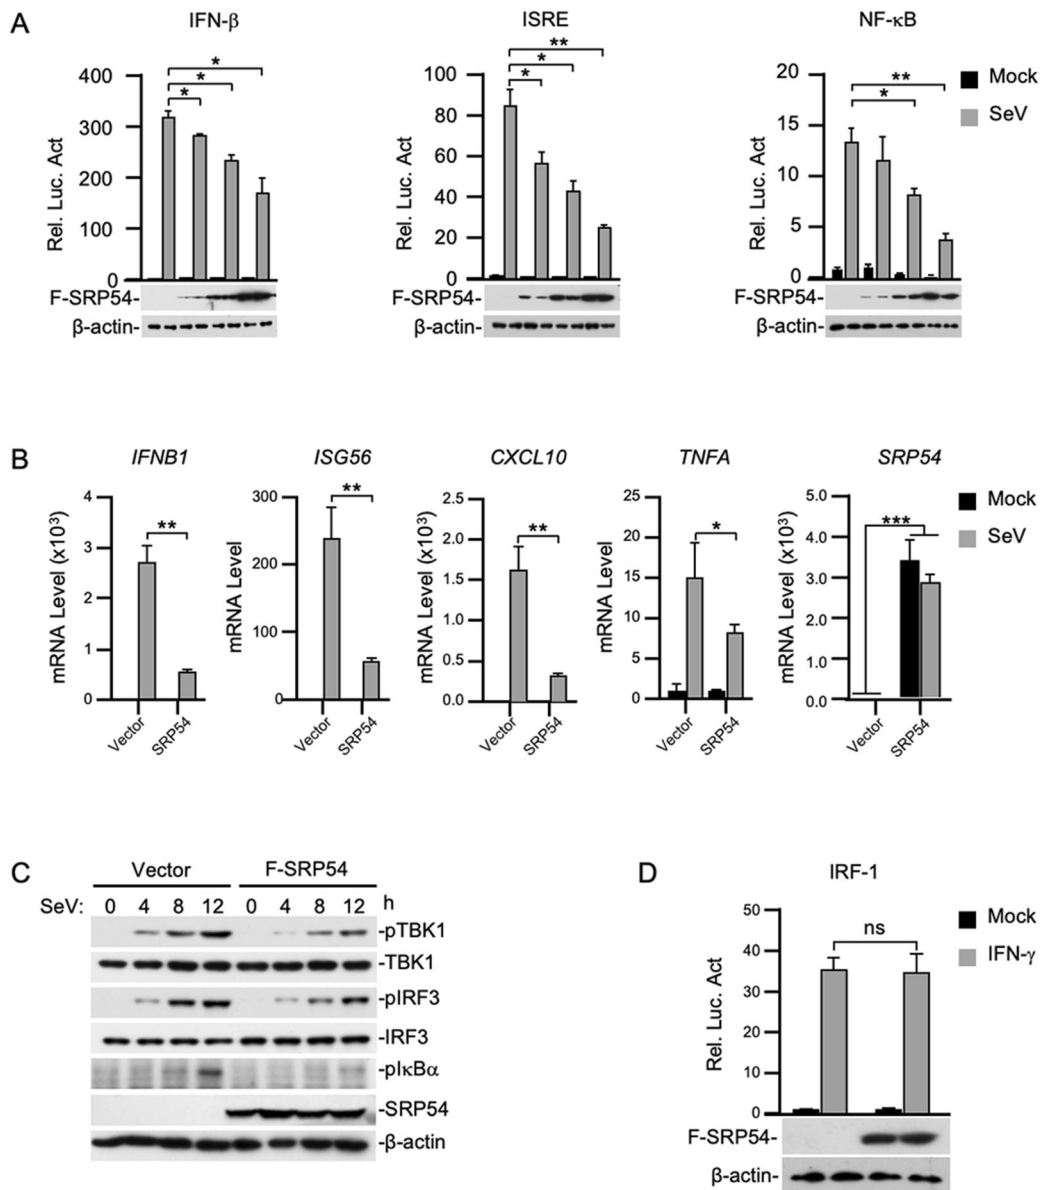 A
IFN-β
ISRE
NF-κB
Rel. Luc. Act
400
300
200
100
0
*
*
*
F-SRP54-
β-actin-
Rel. Luc. Act
100
80
60
40
20
0
**
*
*
F-SRP54-
β-actin-
Rel. Luc. Act
20
15
10
5
0
**
*
F-SRP54-
β-actin-
Mock
SeV
B
IFNB1
ISG56
CXCL10
TNFA
SRP54
mRNA Level (x10³)
4
3
2
1
0
**
Vector
SRP54
mRNA Level
300
200
100
0
**
Vector
SRP54
mRNA Level (x10³)
2.5
2.0
1.5
1.0
0.5
0.0
**
Vector
SRP54
mRNA Level
25
20
15
10
5
0
*
Vector
SRP54
mRNA Level (x10³)
5.0
4.0
3.0
2.0
1.0
0.0
***
Vector
SRP54
Mock
SeV
C
Vector F-SRP54
SeV: 0 4 8 12 0 4 8 12 h
-pTBK1
-TBK1
-pIRF3
-IRF3
-pIκBα
-SRP54
-β-actin
D
IRF-1
Rel. Luc. Act
50
40
30
20
10
0
ns
Mock
IFN-γ
F-SRP54-
β-actin-